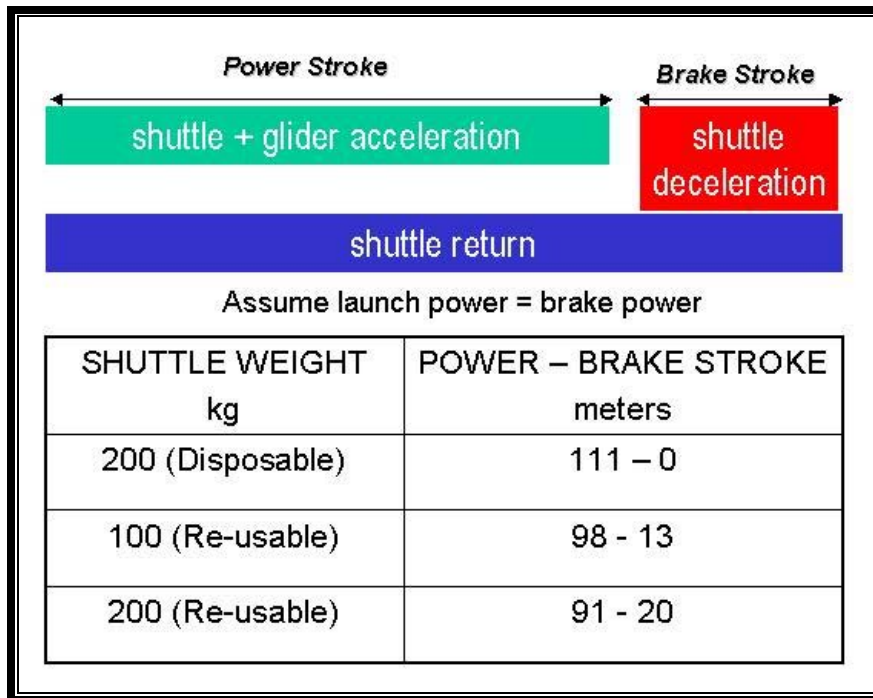 Power Stroke
Brake Stroke
shuttle + glider acceleration
shuttle
deceleration
shuttle return
Assume launch power = brake power
SHUTTLE WEIGHT
kg
POWER – BRAKE STROKE
meters
200 (Disposable)
111 – 0
100 (Re-usable)
98 - 13
200 (Re-usable)
91 - 20